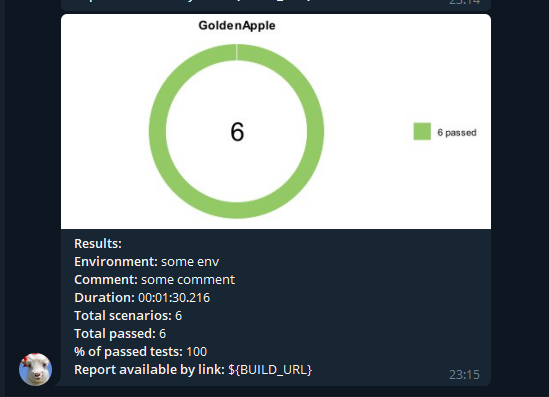 23:14
GoldenApple
6
6 passed
Results:
Environment: some env
Comment: some comment
Duration: 00:01:30.216
Total scenarios: 6
Total passed: 6
% of passed tests: 100
Report available by link: ${BUILD_URL}
23:15